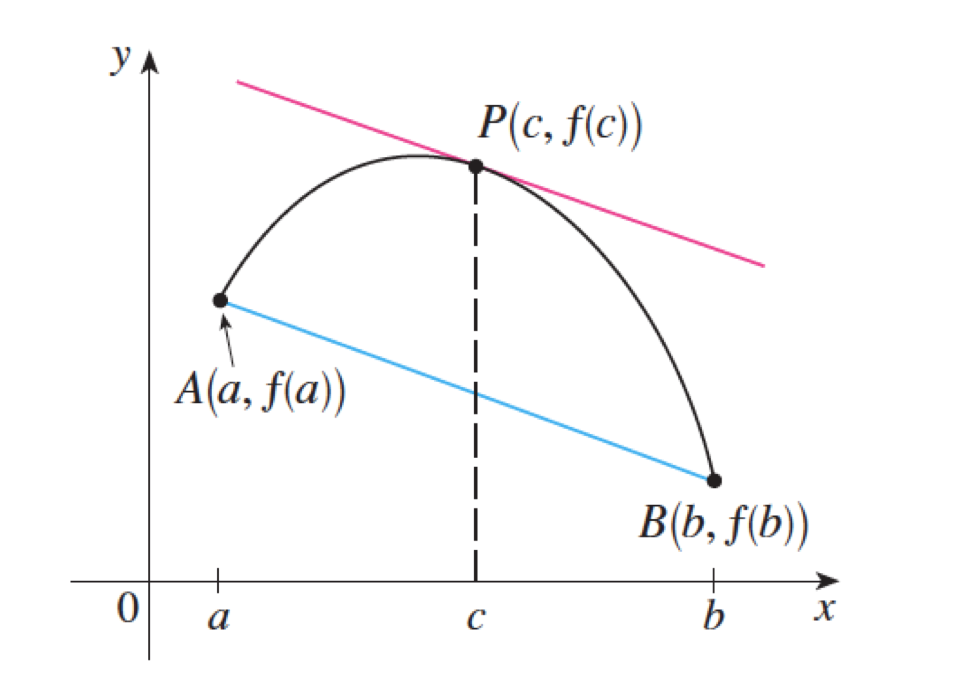 y
P(c, f(c))
A(a, f(a))
B(b, f(b))
0 a c b x